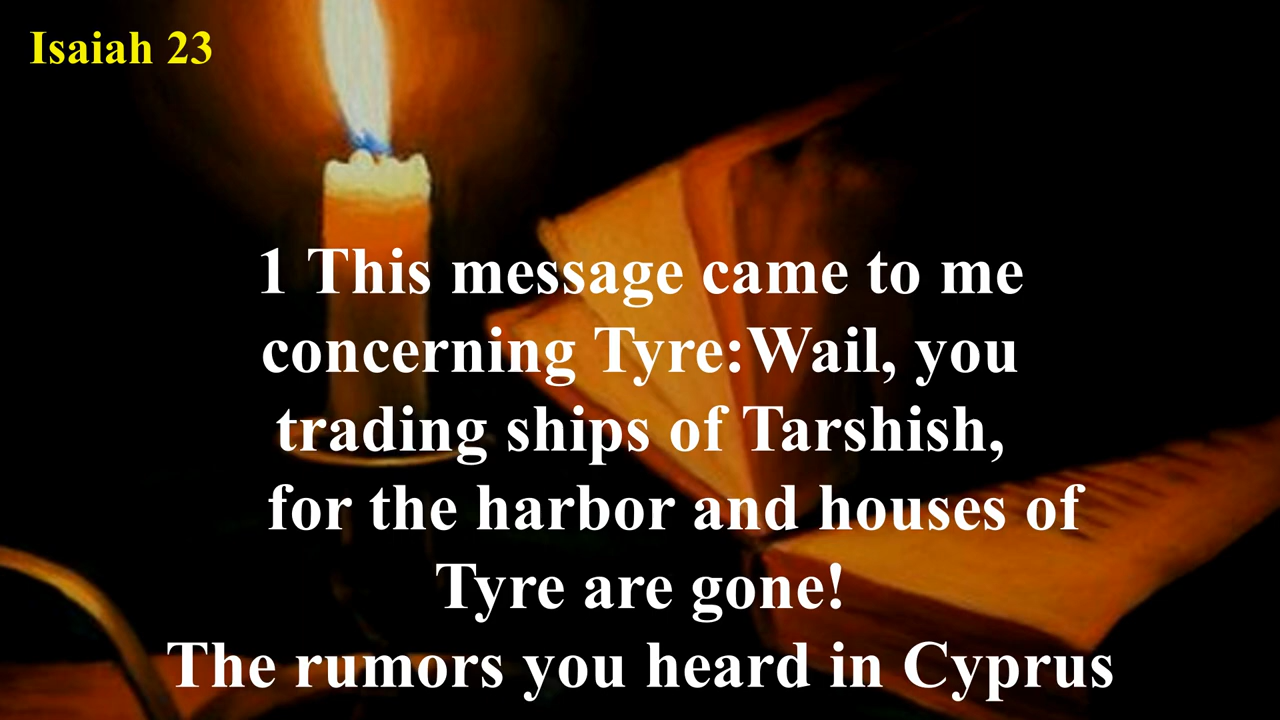 Isaiah 23
1 This message came to me
concerning Tyre:Wail, you
trading ships of Tarshish,
for the harbor and houses of
Tyre are gone!
The rumors you heard in Cyprus